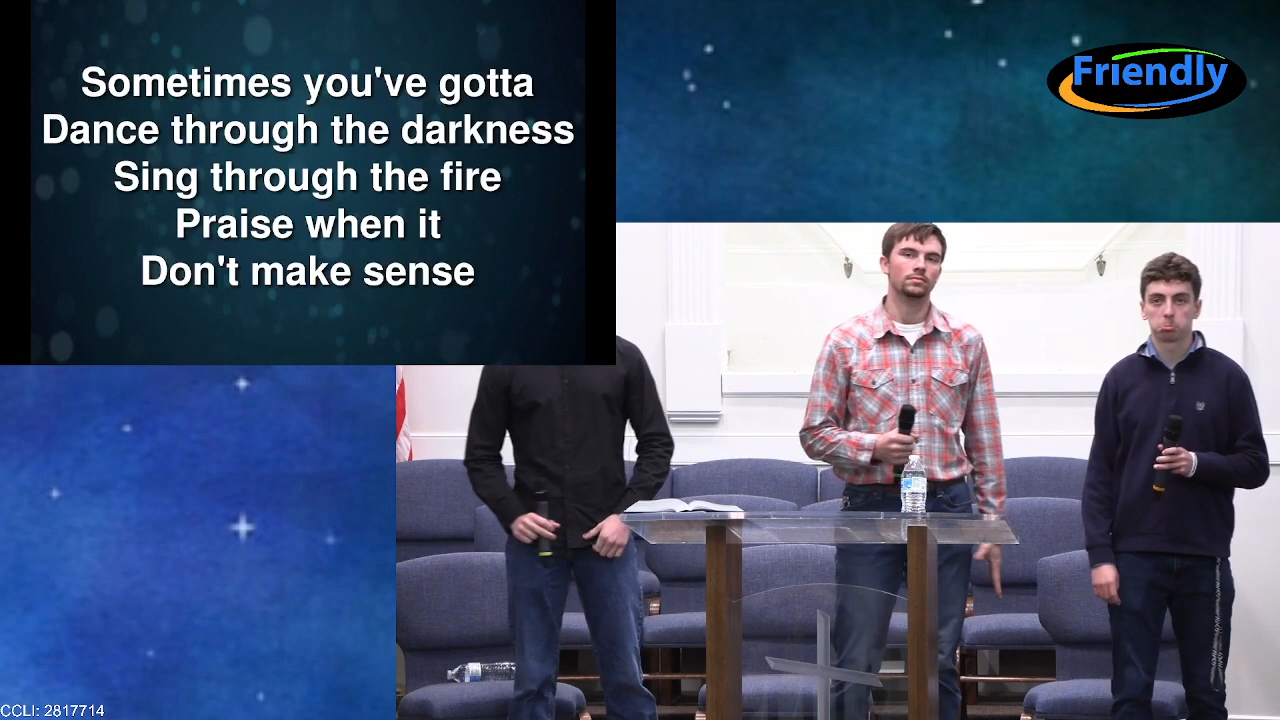 Sometimes you've gotta
Dance through the darkness
Sing through the fire
Praise when it
Don't make sense
Friendly
CCLI: 2817714